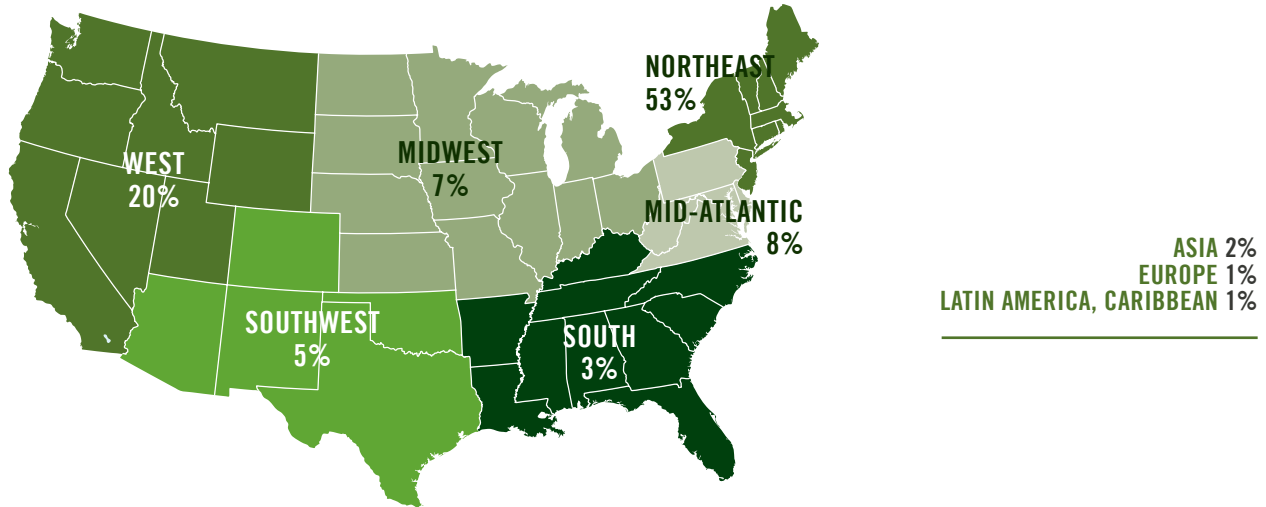 NORTHEAST
53%
WEST
20%
MIDWEST
7%
MID-ATLANTIC
8%
SOUTHWEST
5%
SOUTH
3%
ASIA 2%
EUROPE 1%
LATIN AMERICA, CARIBBEAN 1%